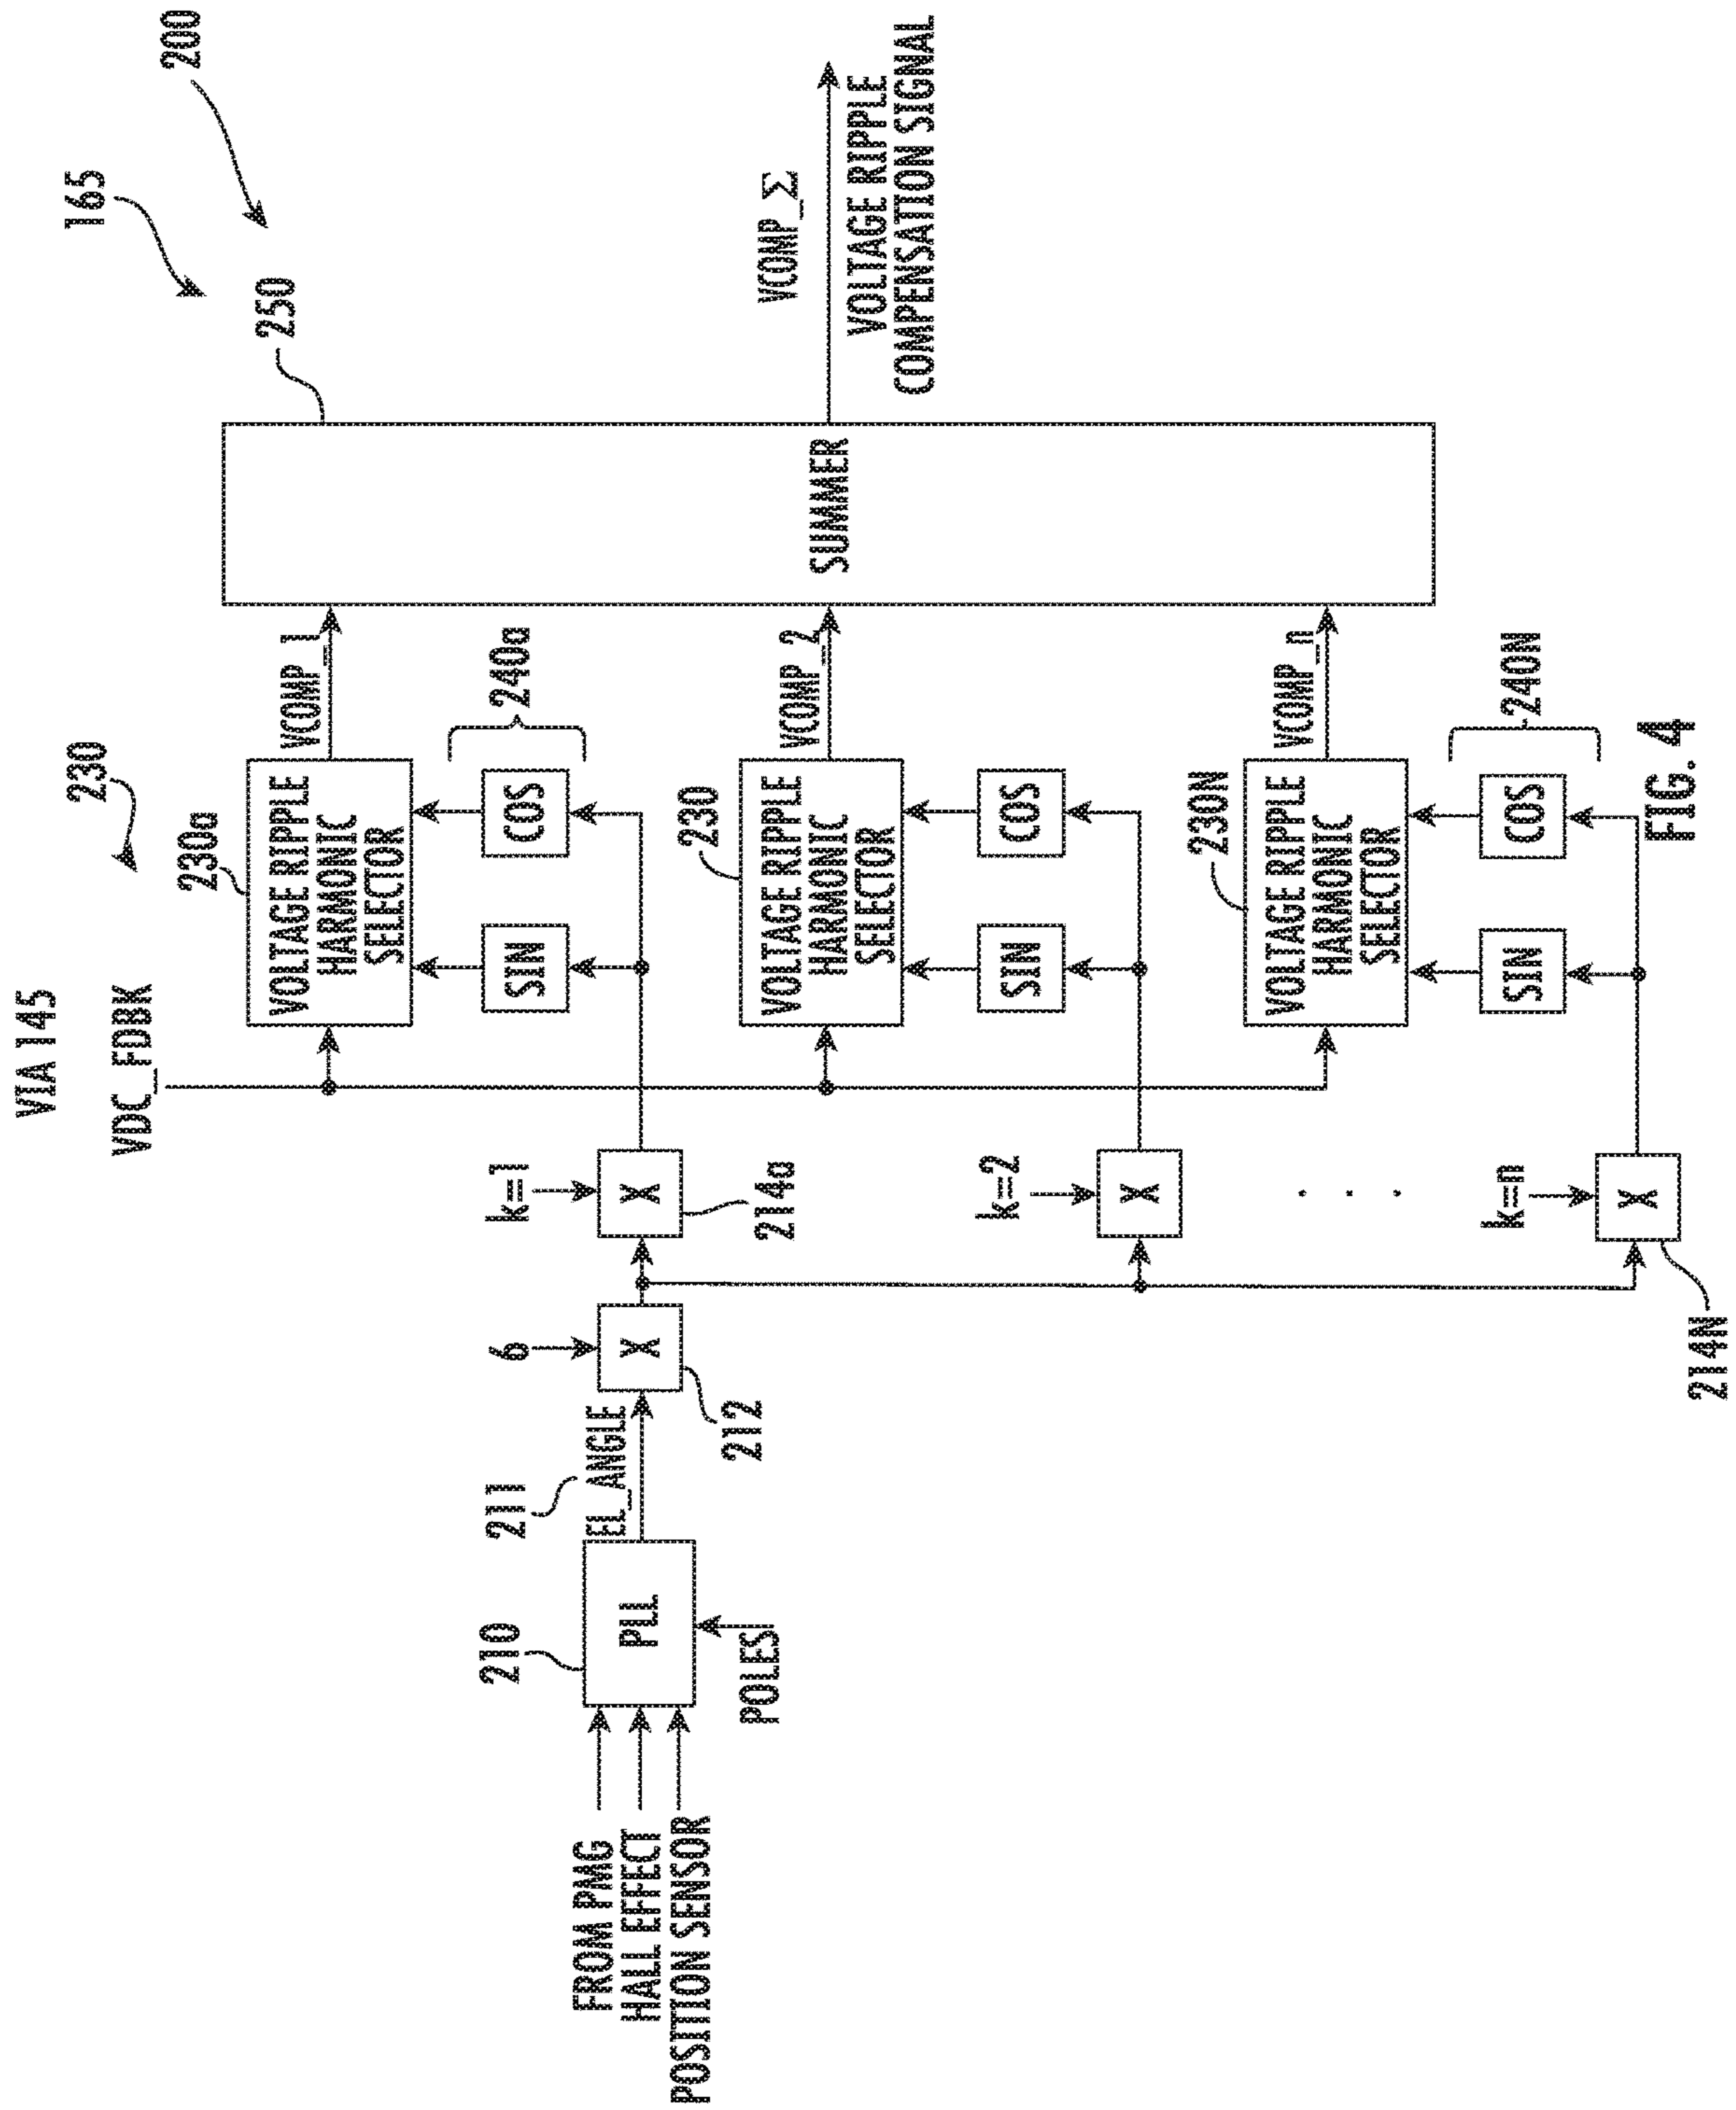 VIA 145
VDC_FDBK
230
165
200
230a
250
VOLTAGE RIPPLE
HARMONIC
SELECTOR
VCOMP_1
SIN
COS
240a
FROM PMG
HALL EFFECT
POSITION SENSOR
210
PLL
POLES
211
EL_ANGLE
6
X
212
k=1
X
214a
230
VOLTAGE RIPPLE
HARMONIC
SELECTOR
VCOMP_2
SIN
COS
SUMMER
VCOMP_Σ
VOLTAGE RIPPLE
COMPENSATION SIGNAL
k=2
X
. . .
230N
VOLTAGE RIPPLE
HARMONIC
SELECTOR
VCOMP_n
SIN
COS
240N
k=n
X
214N
FIG. 4